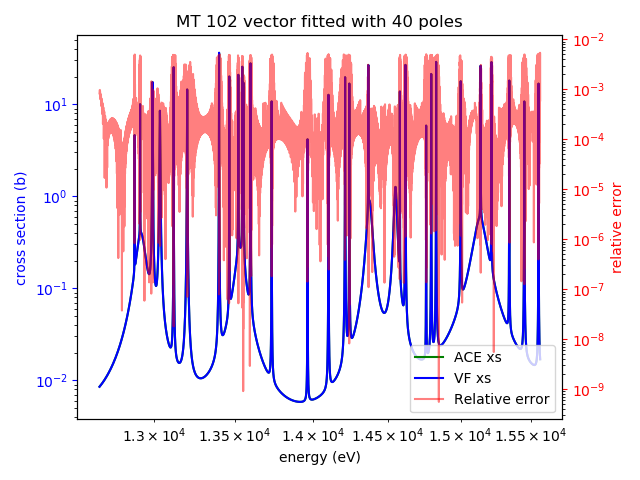 MT 102 vector fitted with 40 poles
cross section (b)
10¹
10⁰
10⁻¹
10⁻²
10⁻²
10⁻³
10⁻⁴
10⁻⁵
10⁻⁶
10⁻⁷
10⁻⁸
10⁻⁹
relative error
ACE xs
VF xs
Relative error
1.3 × 10⁴ 1.35 × 10⁴ 1.4 × 10⁴ 1.45 × 10⁴ 1.5 × 10⁴ 1.55 × 10⁴
energy (eV)